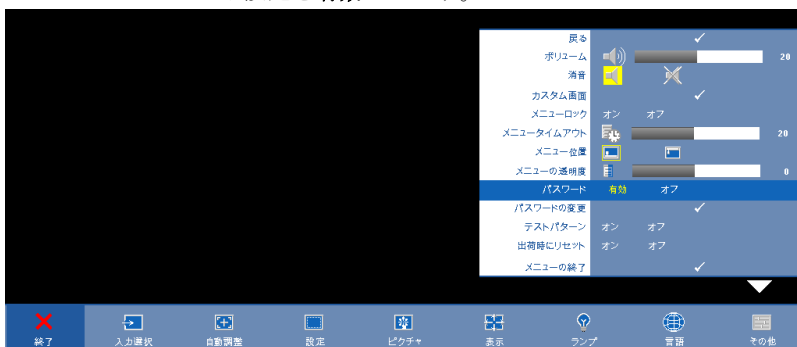 戻る
ボリューム 20
消音
カスタム画面
メニューロック オン オフ
メニュータイムアウト 20
メニュー位置
メニューの透明度 0
パスワード 有効 オフ
パスワードの変更
テストパターン オン オフ
出荷時にリセット オン オフ
メニューの終了
終了 入力選択 自動調整 設定 ピクチャ 表示 ランプ 言語 その他